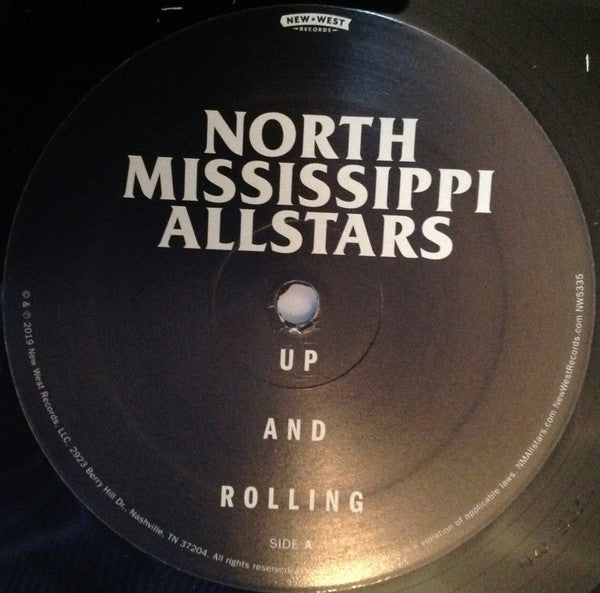 NEW★WEST
RECORDS
NORTH
MISSISSIPPI
ALLSTARS
UP
AND
ROLLING
SIDE A
© & ℗ 2019 New West Records, LLC. 2923 Berry Hill Dr., Nashville, TN 37204. All rights reserved. is violation of applicable laws. NMAllstars.com NewWestRecords.com NW5335